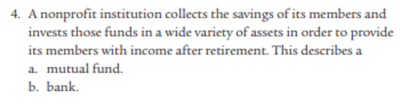 4. A nonprofit institution collects the savings of its members and
invests those funds in a wide variety of assets in order to provide
its members with income after retirement. This describes a
a. mutual fund.
b. bank.